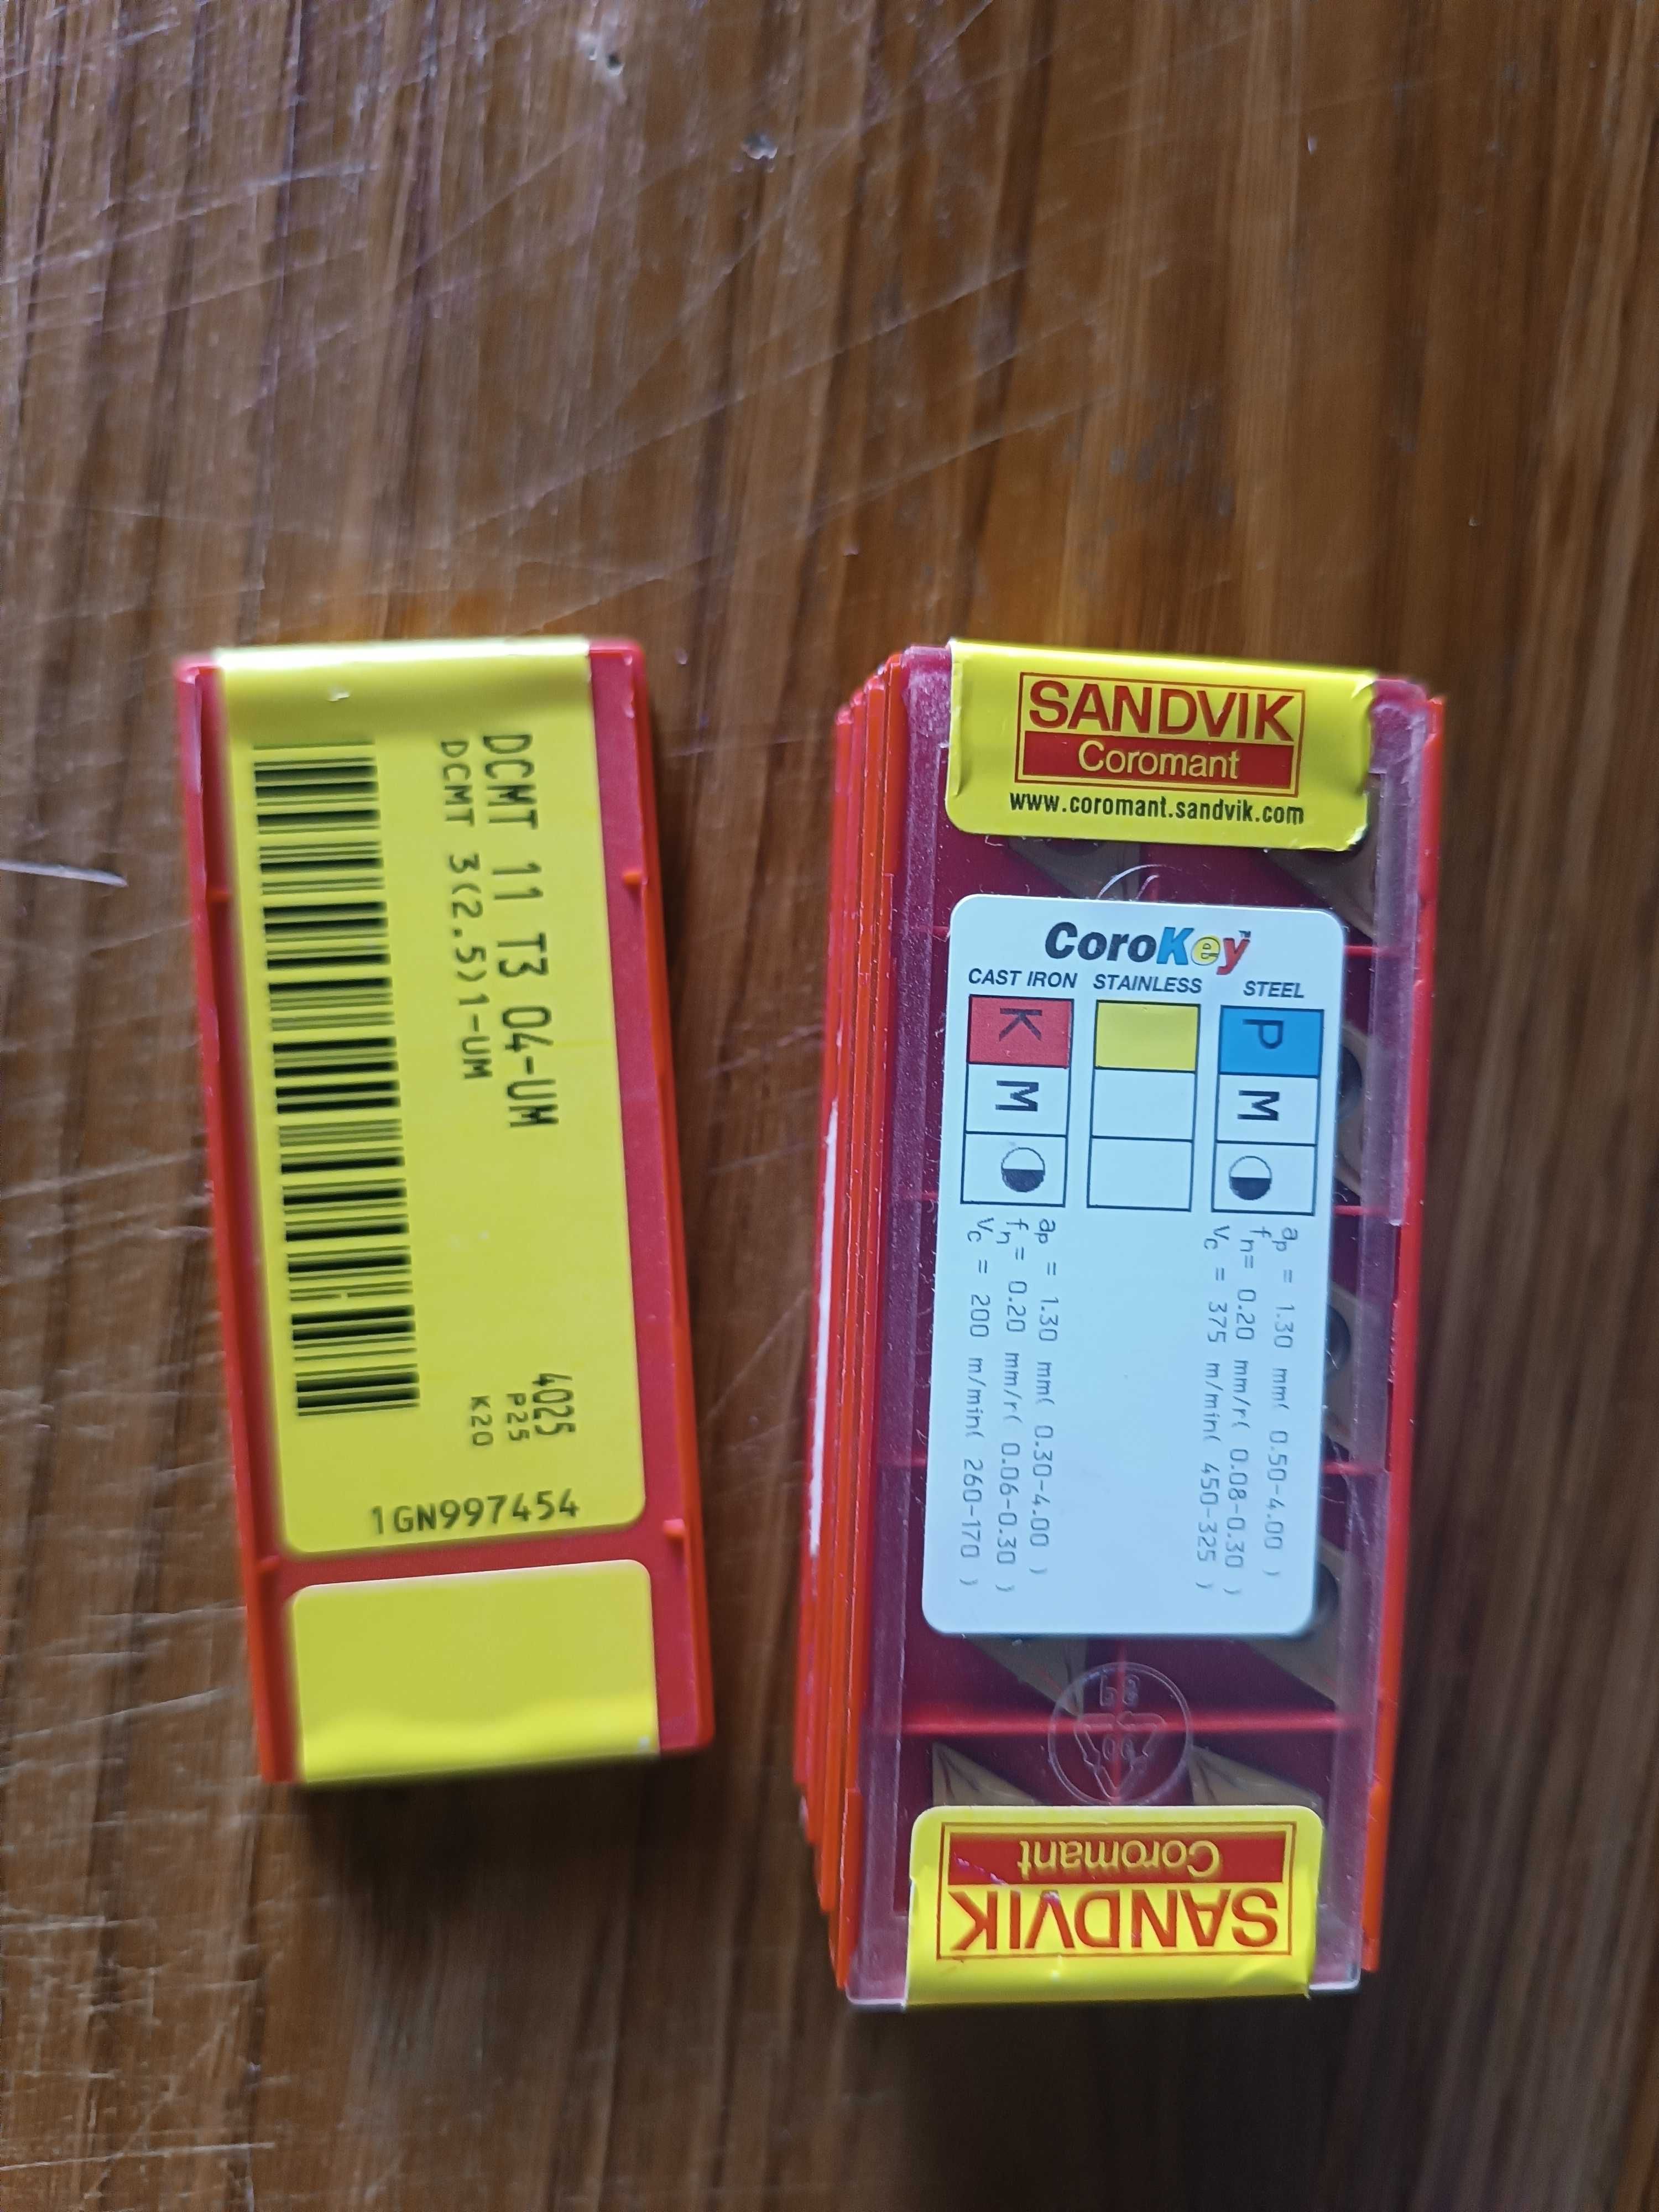 DCMT 11 T3 04-UM
DCMT 3(2.5)1-UM
4025
P25
K20
1GN997454
SANDVIK
Coromant
www.coromant.sandvik.com
CoroKey™
CAST IRON STAINLESS STEEL
K
M
P
M
ap = 1.30 mm( 0.50-4.00 )
fn= 0.20 mm/r( 0.08-0.30 )
vc = 375 m/min( 450-325 )
ap = 1.30 mm( 0.30-4.00 )
fn= 0.20 mm/r( 0.06-0.30 )
vc = 200 m/min( 260-170 )
SANDVIK
Coromant